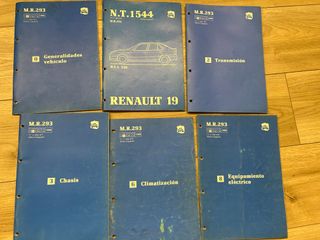 M.R.293
0
Generalidades
vehículo
N.T.1544
RENAULT 19
M.R.293
2
Transmisión
M.R.293
3
Chasis
M.R.293
6
Climatización
M.R.293
8
Equipamiento
eléctrico